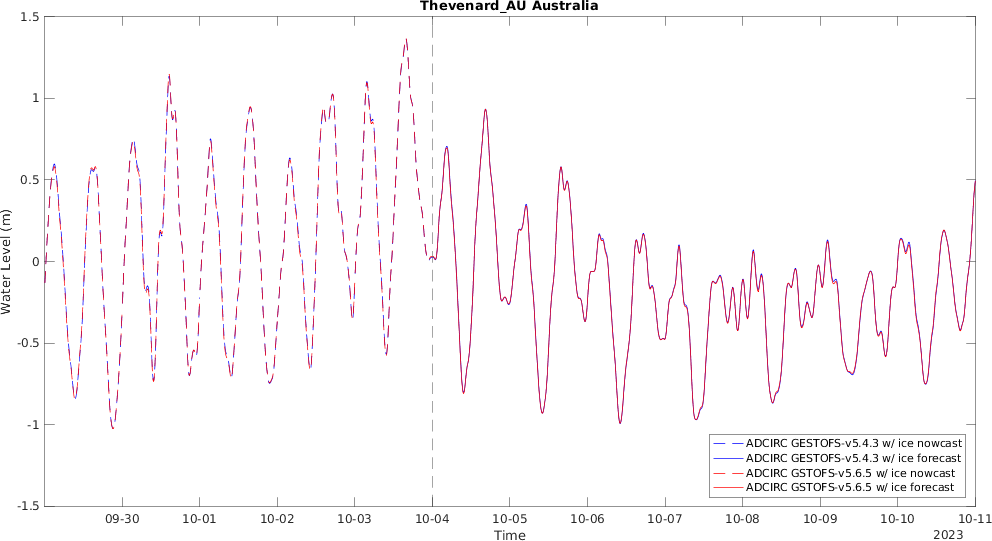 Thevenard_AU Australia
1.5
1
0.5
0
-0.5
-1
-1.5
Water Level (m)
09-30
10-01
10-02
10-03
10-04
10-05
10-06
10-07
10-08
10-09
10-10
10-11
Time
2023
ADCIRC GESTOFS-v5.4.3 w/ ice nowcast
ADCIRC GESTOFS-v5.4.3 w/ ice forecast
ADCIRC GSTOFS-v5.6.5 w/ ice nowcast
ADCIRC GSTOFS-v5.6.5 w/ ice forecast